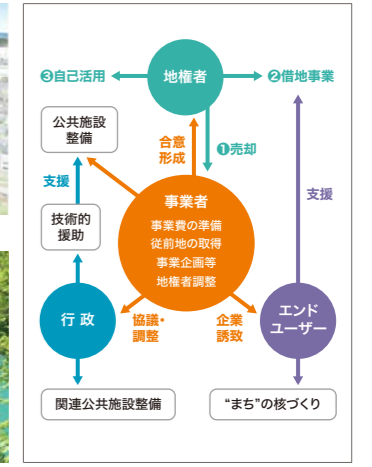 ❸自己活用
地権者
❷借地事業
公共施設
整備
合意
形成
❶売却
支援
事業者
事業費の準備
従前地の取得
事業企画等
地権者調整
支援
技術的
援助
行 政
協議・
調整
企業
誘致
エンド
ユーザー
関連公共施設整備
“まち”の核づくり